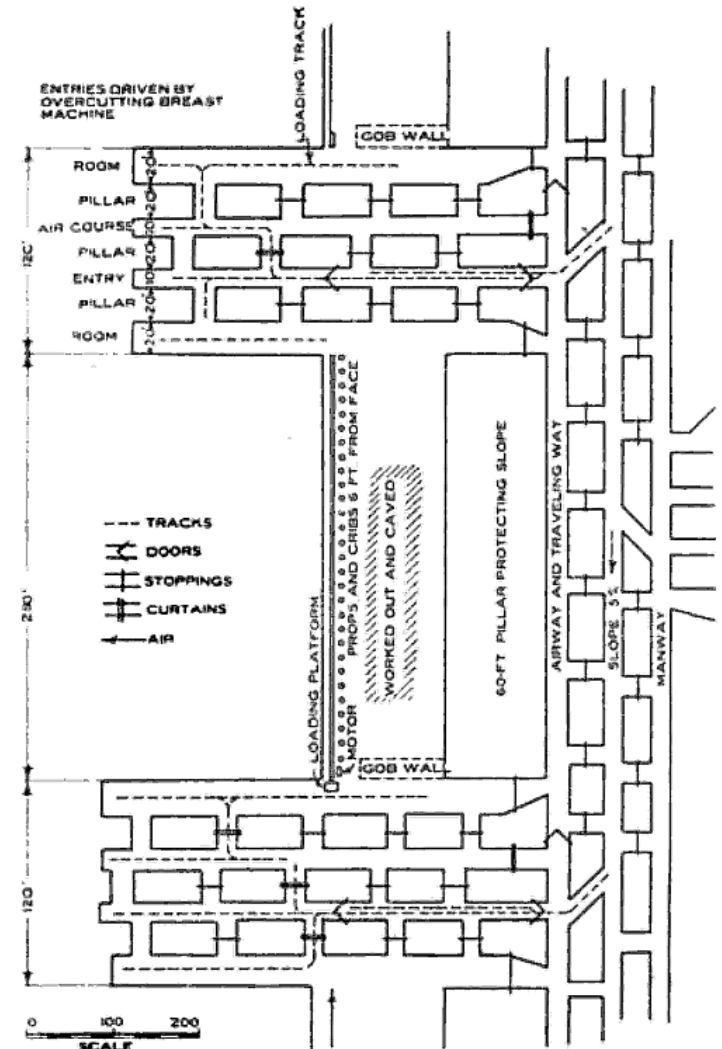 ENTRIES DRIVEN BY
OVERCUTTING BREAST
MACHINE
LOADING TRACK
GOB WALL
ROOM
20'
PILLAR
20'
AIR COURSE
10'
PILLAR
20'
ENTRY
10'
PILLAR
20'
ROOM
20'
120'
PROPS AND CRIBS 6 FT. FROM FACE
WORKED OUT AND CAVED
60-FT PILLAR PROTECTING SLOPE
AIRWAY AND TRAVELING WAY
SLOPE 5%
MANWAY
TRACKS
DOORS
STOPPINGS
CURTAINS
AIR
LOADING PLATFORM
MOTOR
GOB WALL
120'
0 100 200
SCALE